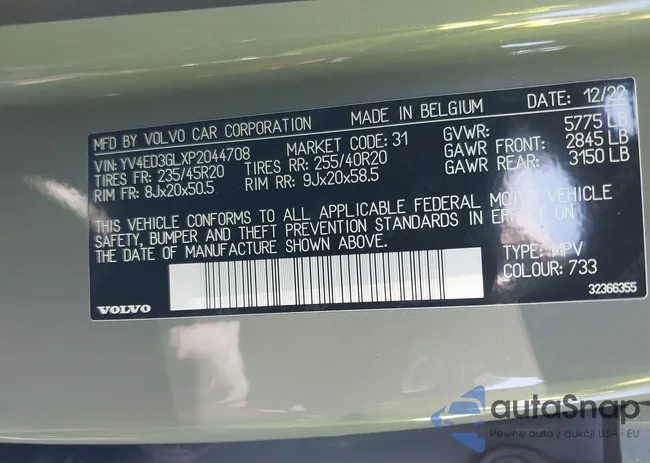 MFD BY VOLVO CAR CORPORATION MADE IN BELGIUM DATE: 12/22
VIN: YV4ED3GLXP2044708 MARKET CODE: 31 GVWR: 5775 LB
TIRES FR: 235/45R20 TIRES RR: 255/40R20 GAWR FRONT: 2845 LB
RIM FR: 8Jx20x50.5 RIM RR: 9Jx20x58.5 GAWR REAR: 3150 LB
THIS VEHICLE CONFORMS TO ALL APPLICABLE FEDERAL MOTOR VEHICLE
SAFETY, BUMPER AND THEFT PREVENTION STANDARDS IN EFFECT ON
THE DATE OF MANUFACTURE SHOWN ABOVE.
TYPE: MPV
COLOUR: 733
VOLVO
32366355
autaSnap
Pewne auta z aukcji USA i EU